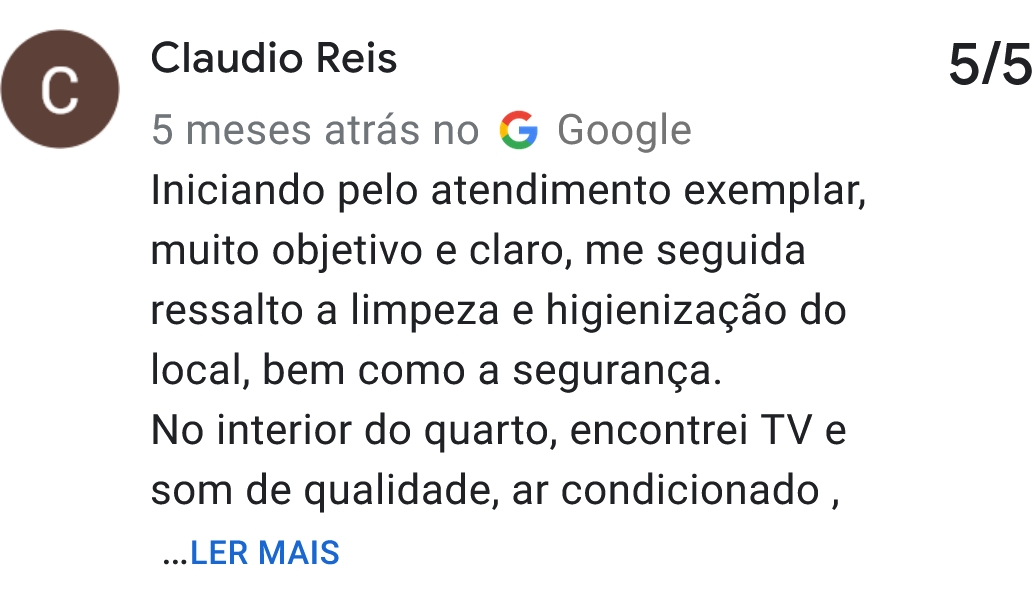 C
Claudio Reis
5/5
5 meses atrás no Google
Iniciando pelo atendimento exemplar,
muito objetivo e claro, me seguida
ressalto a limpeza e higienização do
local, bem como a segurança.
No interior do quarto, encontrei TV e
som de qualidade, ar condicionado ,
...LER MAIS